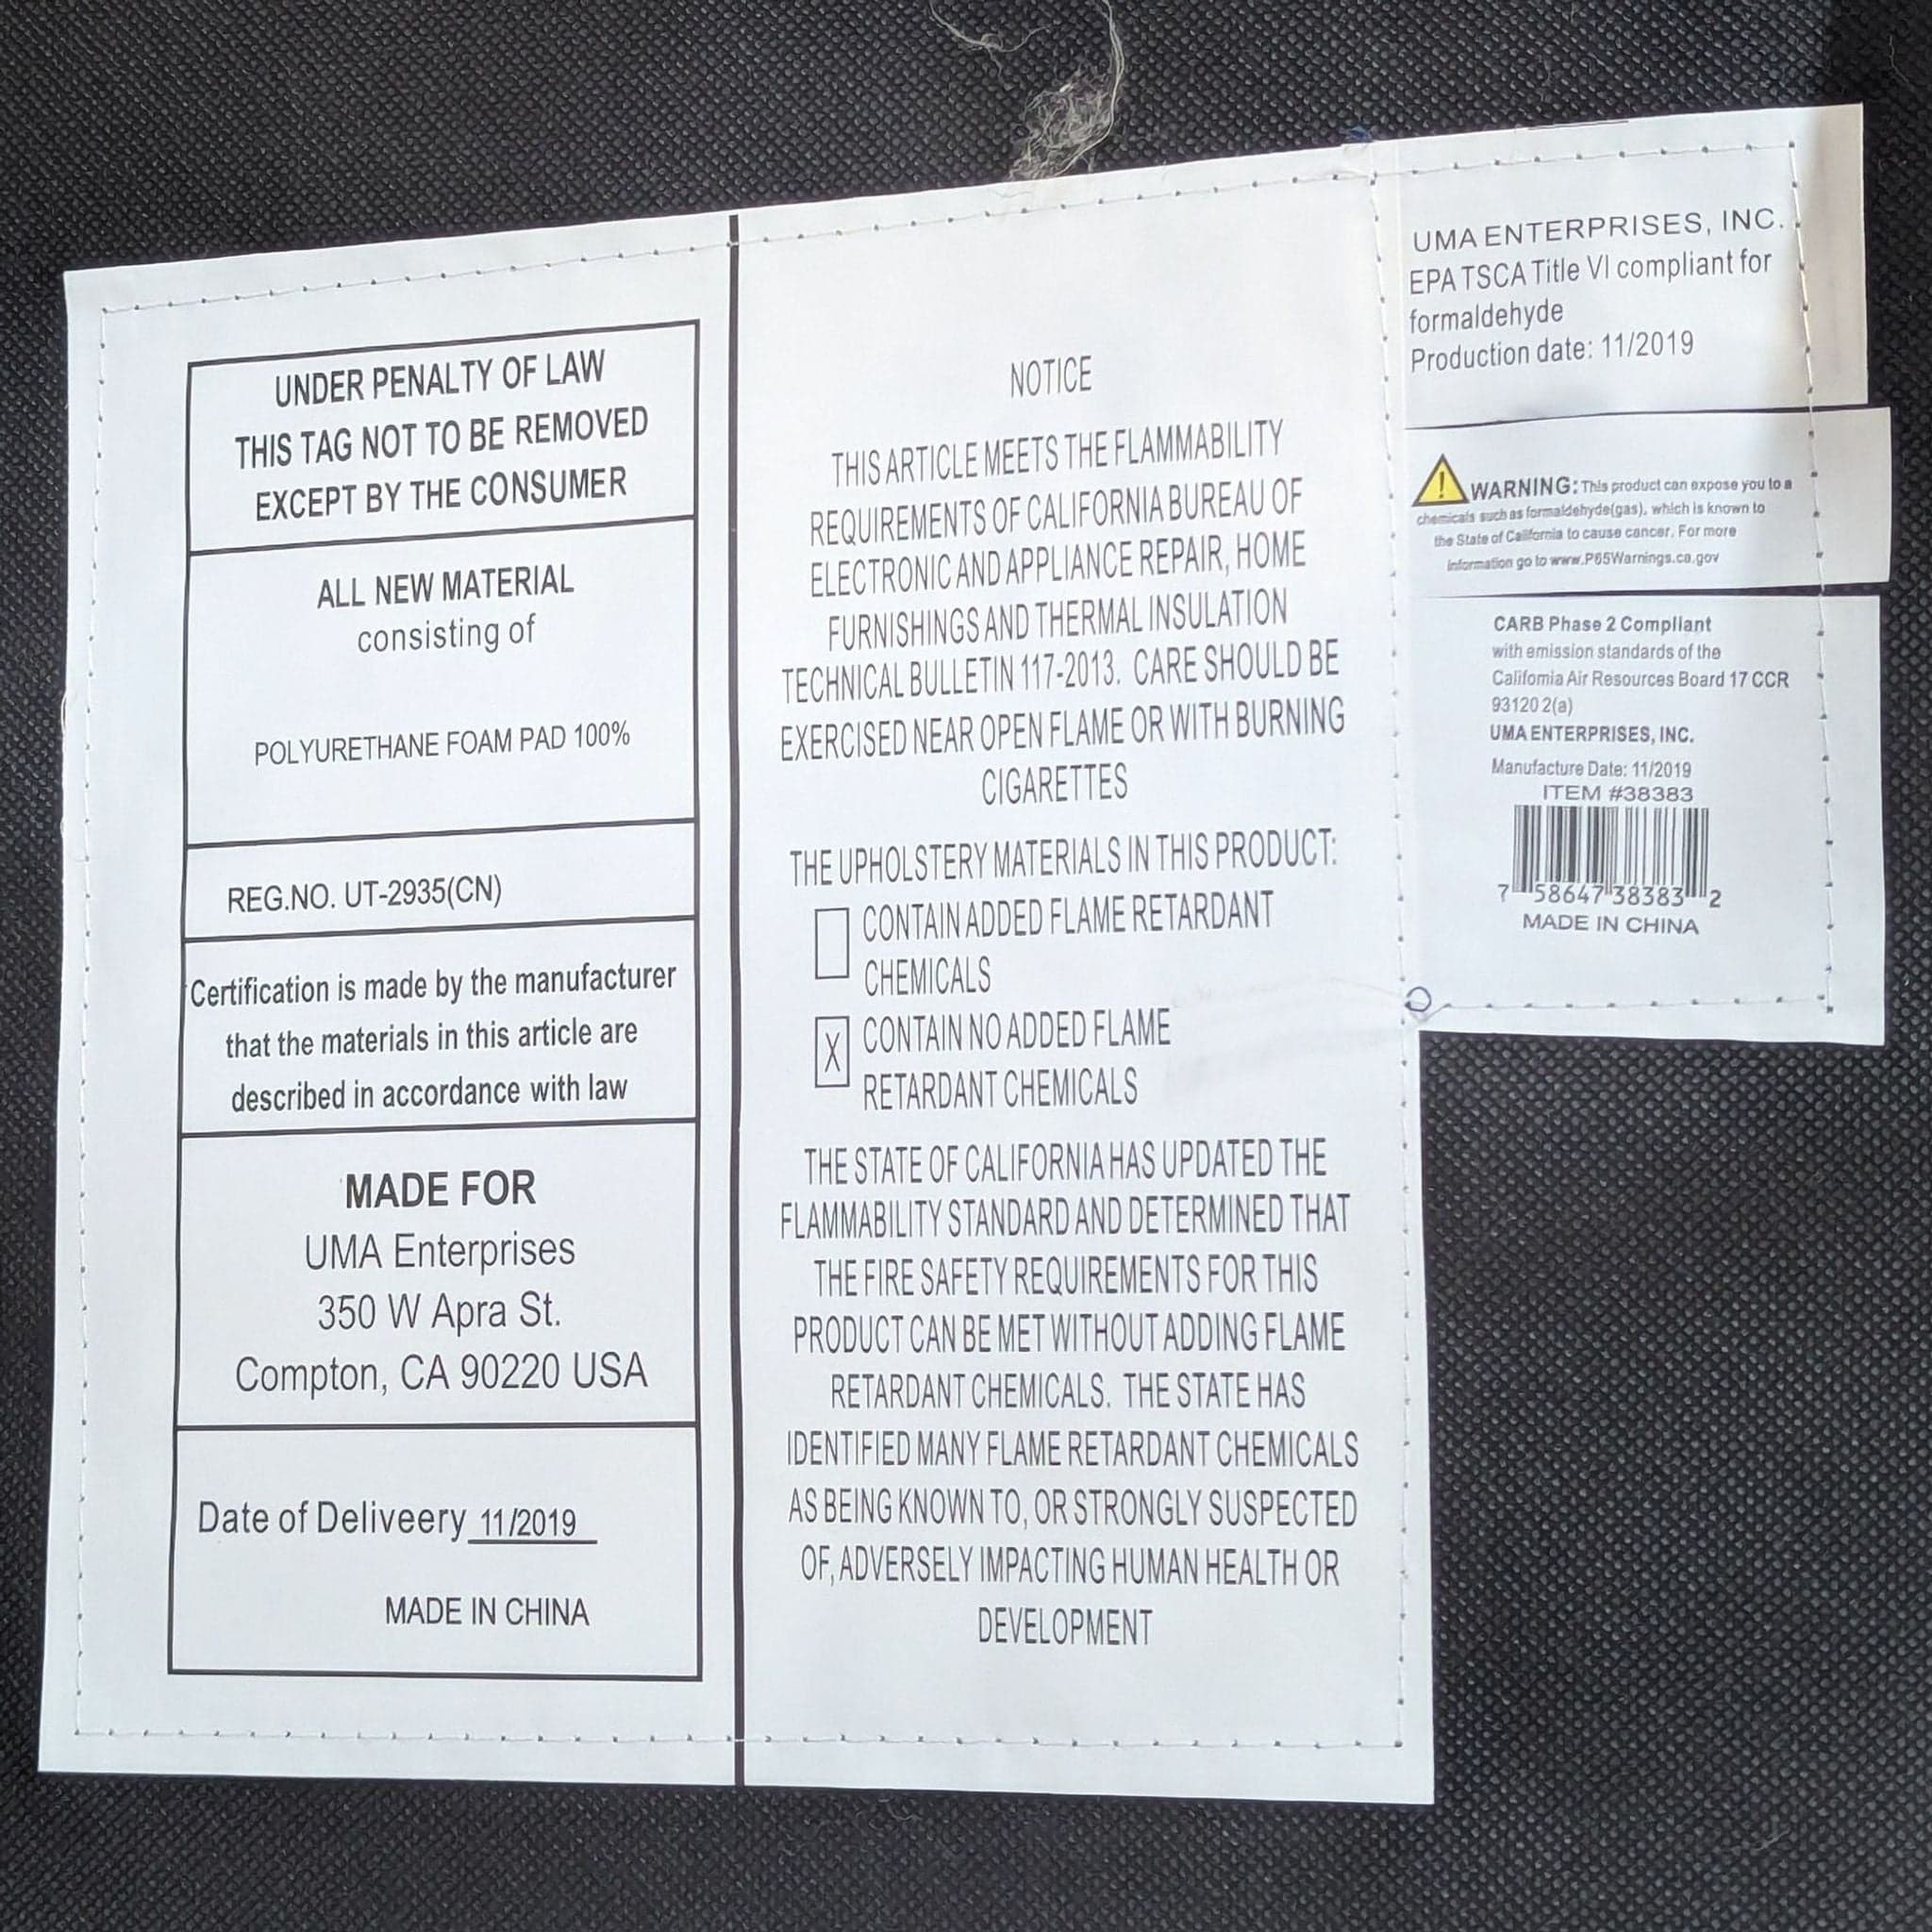 UNDER PENALTY OF LAW
THIS TAG NOT TO BE REMOVED
EXCEPT BY THE CONSUMER
ALL NEW MATERIAL
consisting of
POLYURETHANE FOAM PAD 100%
REG.NO. UT-2935(CN)
Certification is made by the manufacturer
that the materials in this article are
described in accordance with law
MADE FOR
UMA Enterprises
350 W Apra St.
Compton, CA 90220 USA
Date of Deliveery 11/2019
MADE IN CHINA
NOTICE
THIS ARTICLE MEETS THE FLAMMABILITY
REQUIREMENTS OF CALIFORNIA BUREAU OF
ELECTRONIC AND APPLIANCE REPAIR, HOME
FURNISHINGS AND THERMAL INSULATION
TECHNICAL BULLETIN 117-2013. CARE SHOULD BE
EXERCISED NEAR OPEN FLAME OR WITH BURNING
CIGARETTES
THE UPHOLSTERY MATERIALS IN THIS PRODUCT:
CONTAIN ADDED FLAME RETARDANT
CHEMICALS
X CONTAIN NO ADDED FLAME
RETARDANT CHEMICALS
THE STATE OF CALIFORNIA HAS UPDATED THE
FLAMMABILITY STANDARD AND DETERMINED THAT
THE FIRE SAFETY REQUIREMENTS FOR THIS
PRODUCT CAN BE MET WITHOUT ADDING FLAME
RETARDANT CHEMICALS. THE STATE HAS
IDENTIFIED MANY FLAME RETARDANT CHEMICALS
AS BEING KNOWN TO, OR STRONGLY SUSPECTED
OF, ADVERSELY IMPACTING HUMAN HEALTH OR
DEVELOPMENT
UMA ENTERPRISES, INC.
EPA TSCA Title VI compliant for
formaldehyde
Production date: 11/2019
WARNING: This product can expose you to a
chemicals such as formaldehyde(gas), which is known to
the State of California to cause cancer. For more
information go to www.P65Warnings.ca.gov
CARB Phase 2 Compliant
with emission standards of the
California Air Resources Board 17 CCR
93120 2(a)
UMA ENTERPRISES, INC.
Manufacture Date: 11/2019
ITEM #38383
7 58647 38383 2
MADE IN CHINA